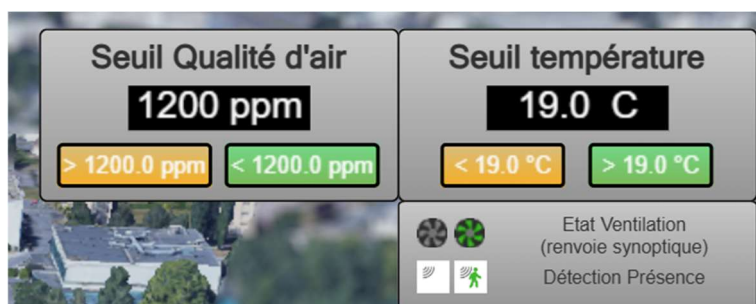 Seuil Qualité d'air
1200 ppm
> 1200.0 ppm
< 1200.0 ppm
Seuil température
19.0 C
< 19.0 °C
> 19.0 °C
Etat Ventilation
(renvoie synoptique)
Détection Présence